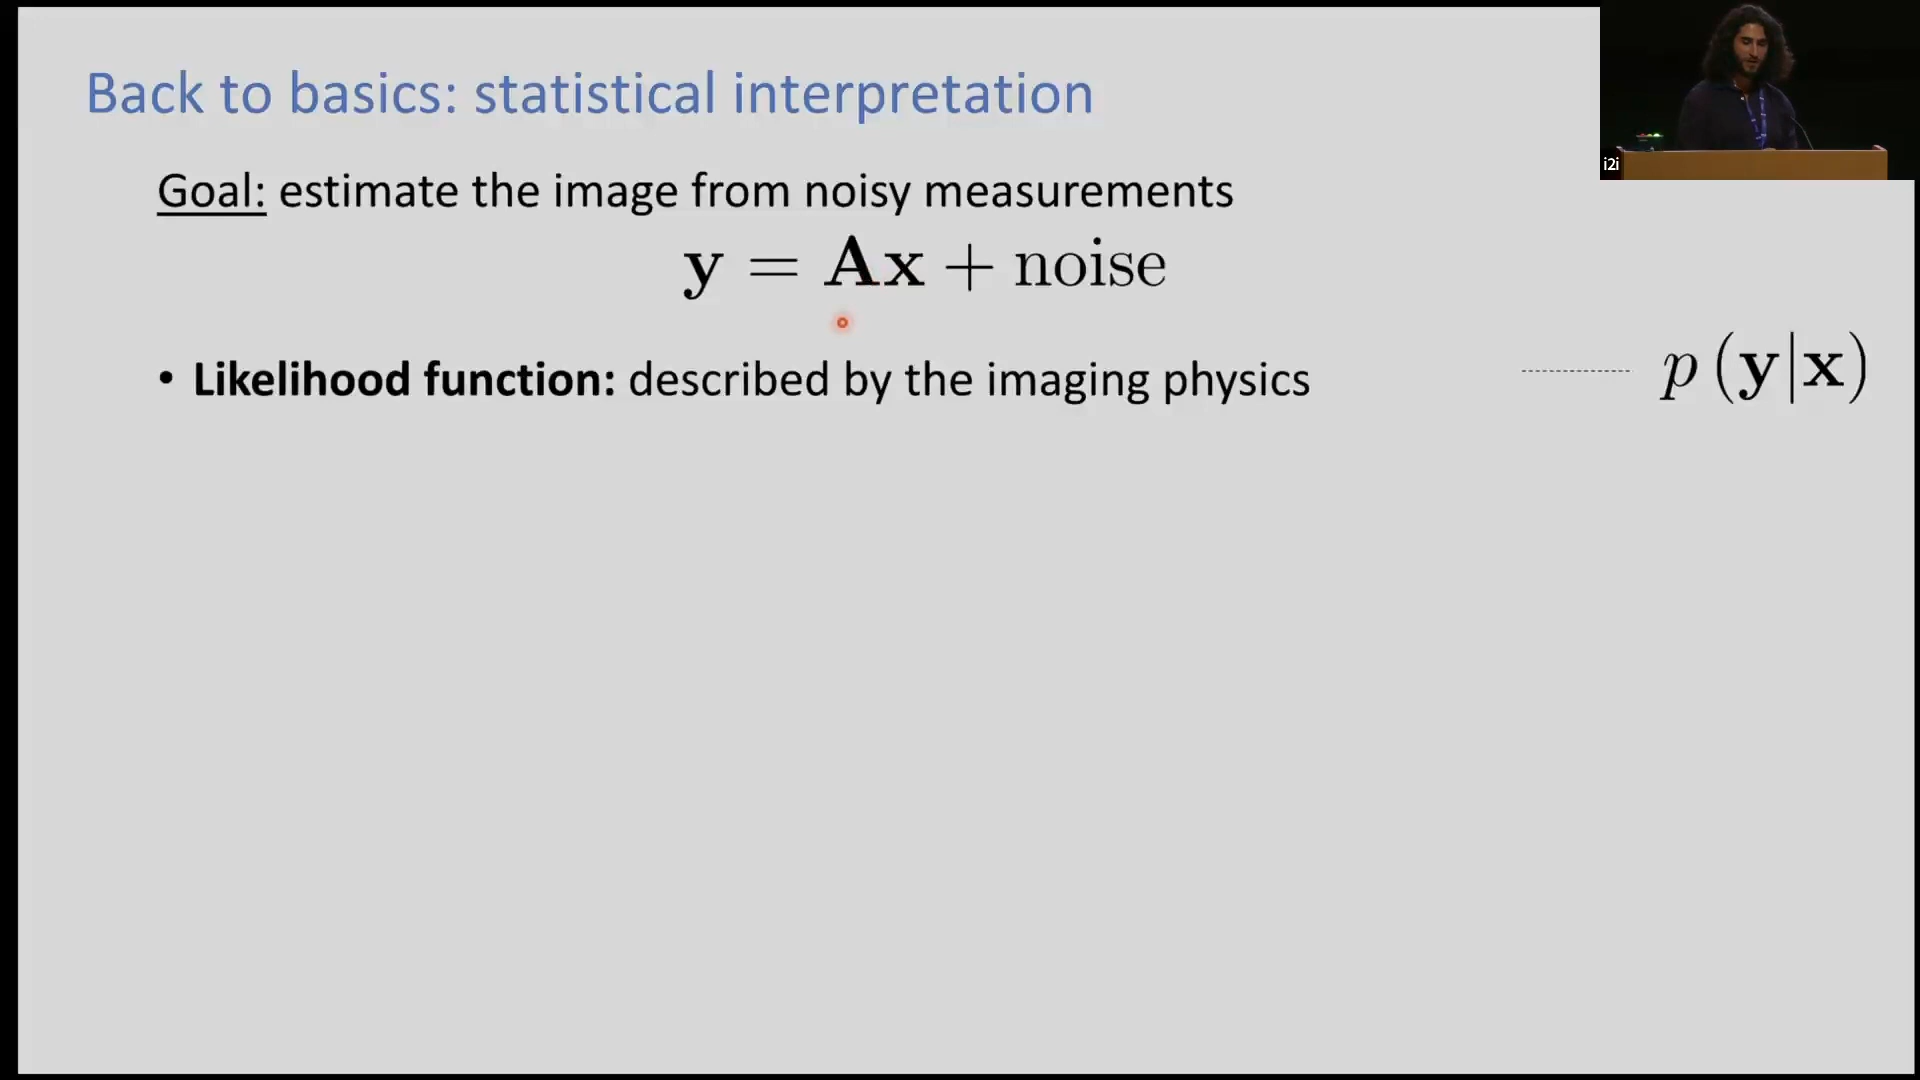 Back to basics: statistical interpretation
Goal: estimate the image from noisy measurements
y = Ax + noise
• Likelihood function: described by the imaging physics
p (y|x)
i2i